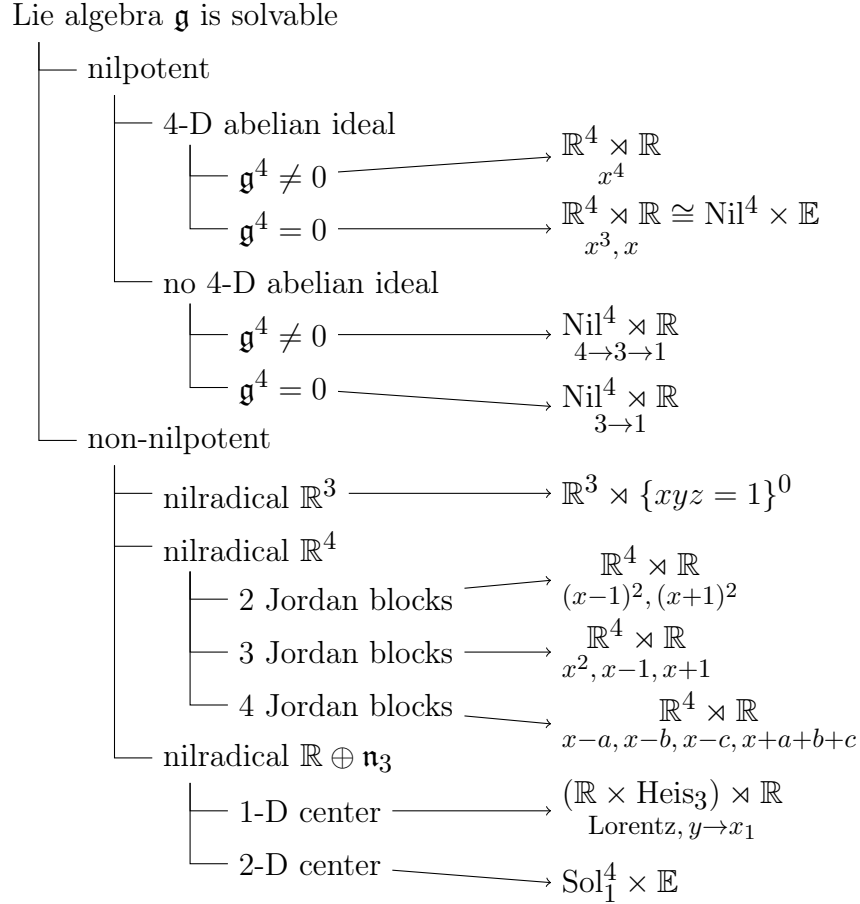 Lie algebra 𝔤 is solvable
nilpotent
4-D abelian ideal
𝔤⁴ ≠ 0
ℝ⁴ ⋊ ℝ
x⁴
𝔤⁴ = 0
ℝ⁴ ⋊ ℝ ≅ Nil⁴ × 𝔼
x³, x
no 4-D abelian ideal
𝔤⁴ ≠ 0
Nil⁴ ⋊ ℝ
4→3→1
𝔤⁴ = 0
Nil⁴ ⋊ ℝ
3→1
non-nilpotent
nilradical ℝ³
ℝ³ ⋊ {xyz = 1}⁰
nilradical ℝ⁴
2 Jordan blocks
ℝ⁴ ⋊ ℝ
(x−1)², (x+1)²
3 Jordan blocks
ℝ⁴ ⋊ ℝ
x², x−1, x+1
4 Jordan blocks
ℝ⁴ ⋊ ℝ
x−a, x−b, x−c, x+a+b+c
nilradical ℝ ⊕ 𝔫₃
1-D center
(ℝ × Heis₃) ⋊ ℝ
Lorentz, y→x₁
2-D center
Sol⁴₁ × 𝔼